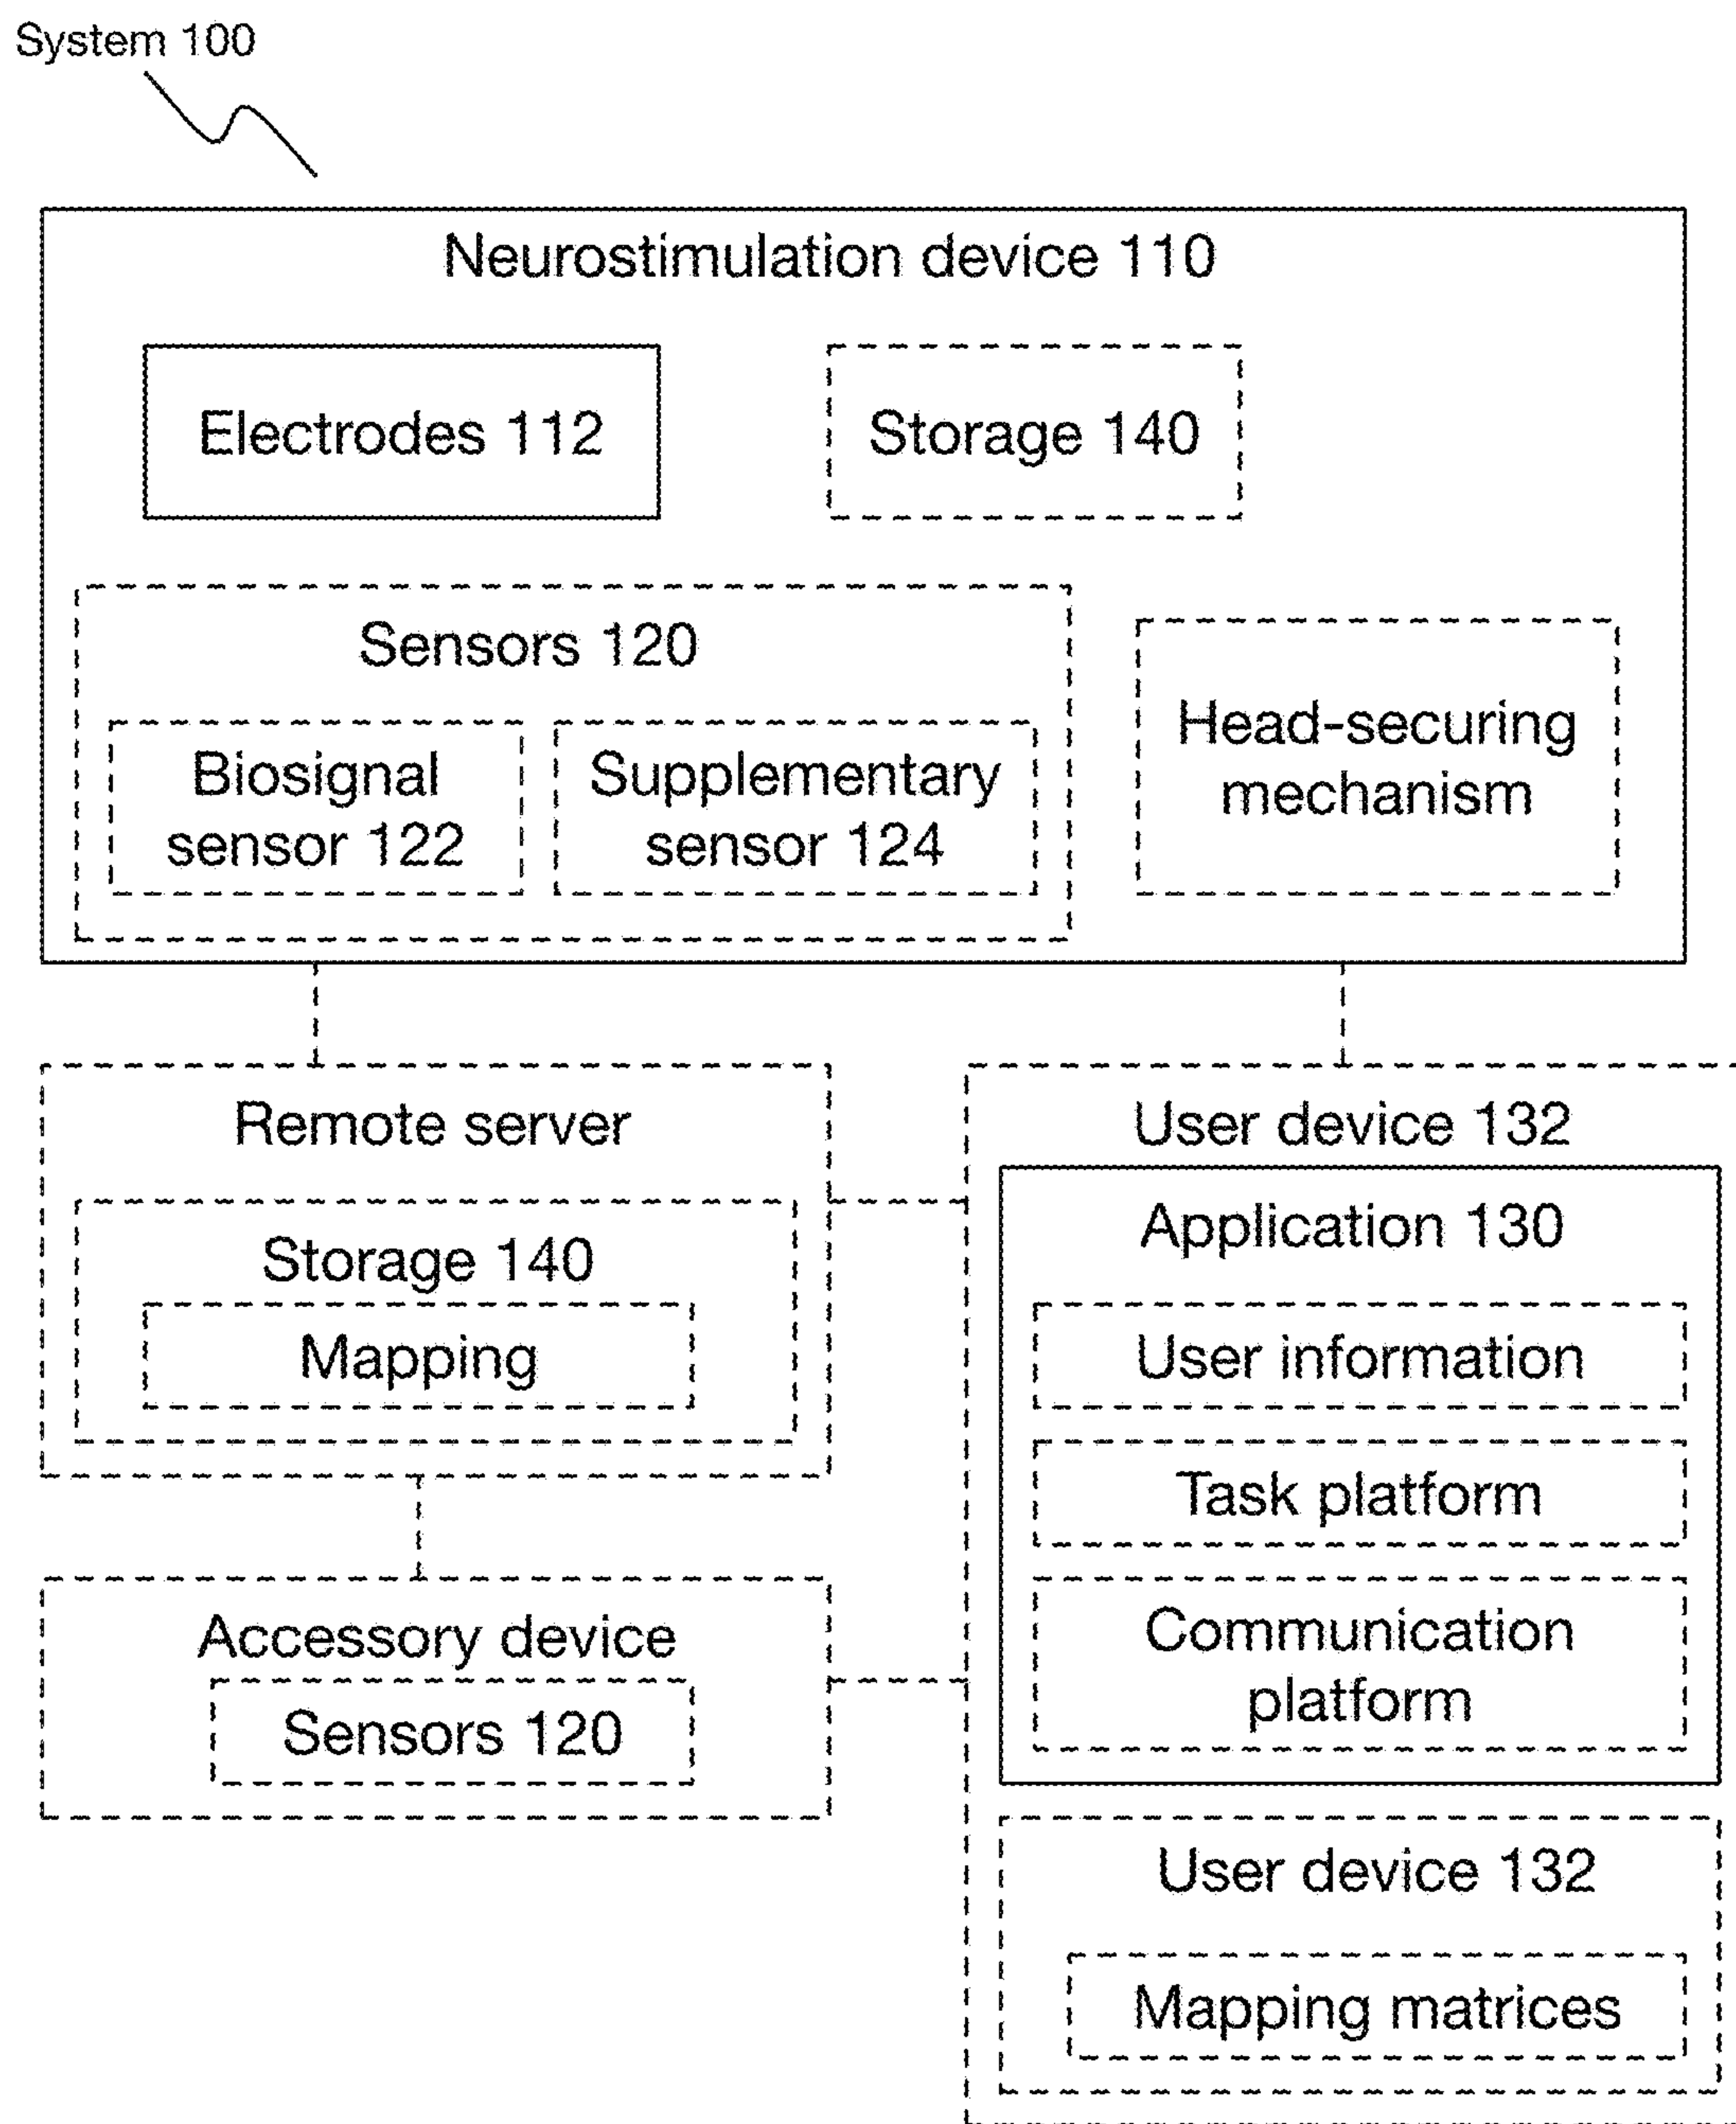 System 100
Neurostimulation device 110
Electrodes 112
Storage 140
Sensors 120
Biosignal
sensor 122
Supplementary
sensor 124
Head-securing
mechanism
Remote server
Storage 140
Mapping
Accessory device
Sensors 120
User device 132
Application 130
User information
Task platform
Communication
platform
User device 132
Mapping matrices